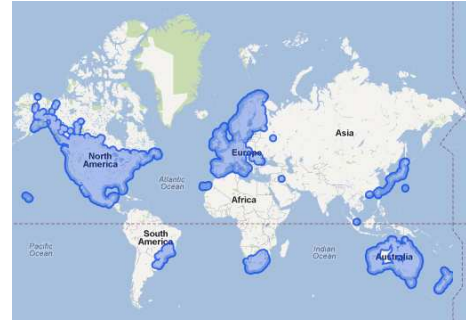 North
America
Atlantic
Ocean
Europe
Asia
Africa
South
America
Pacific
Ocean
Indian
Ocean
Australia